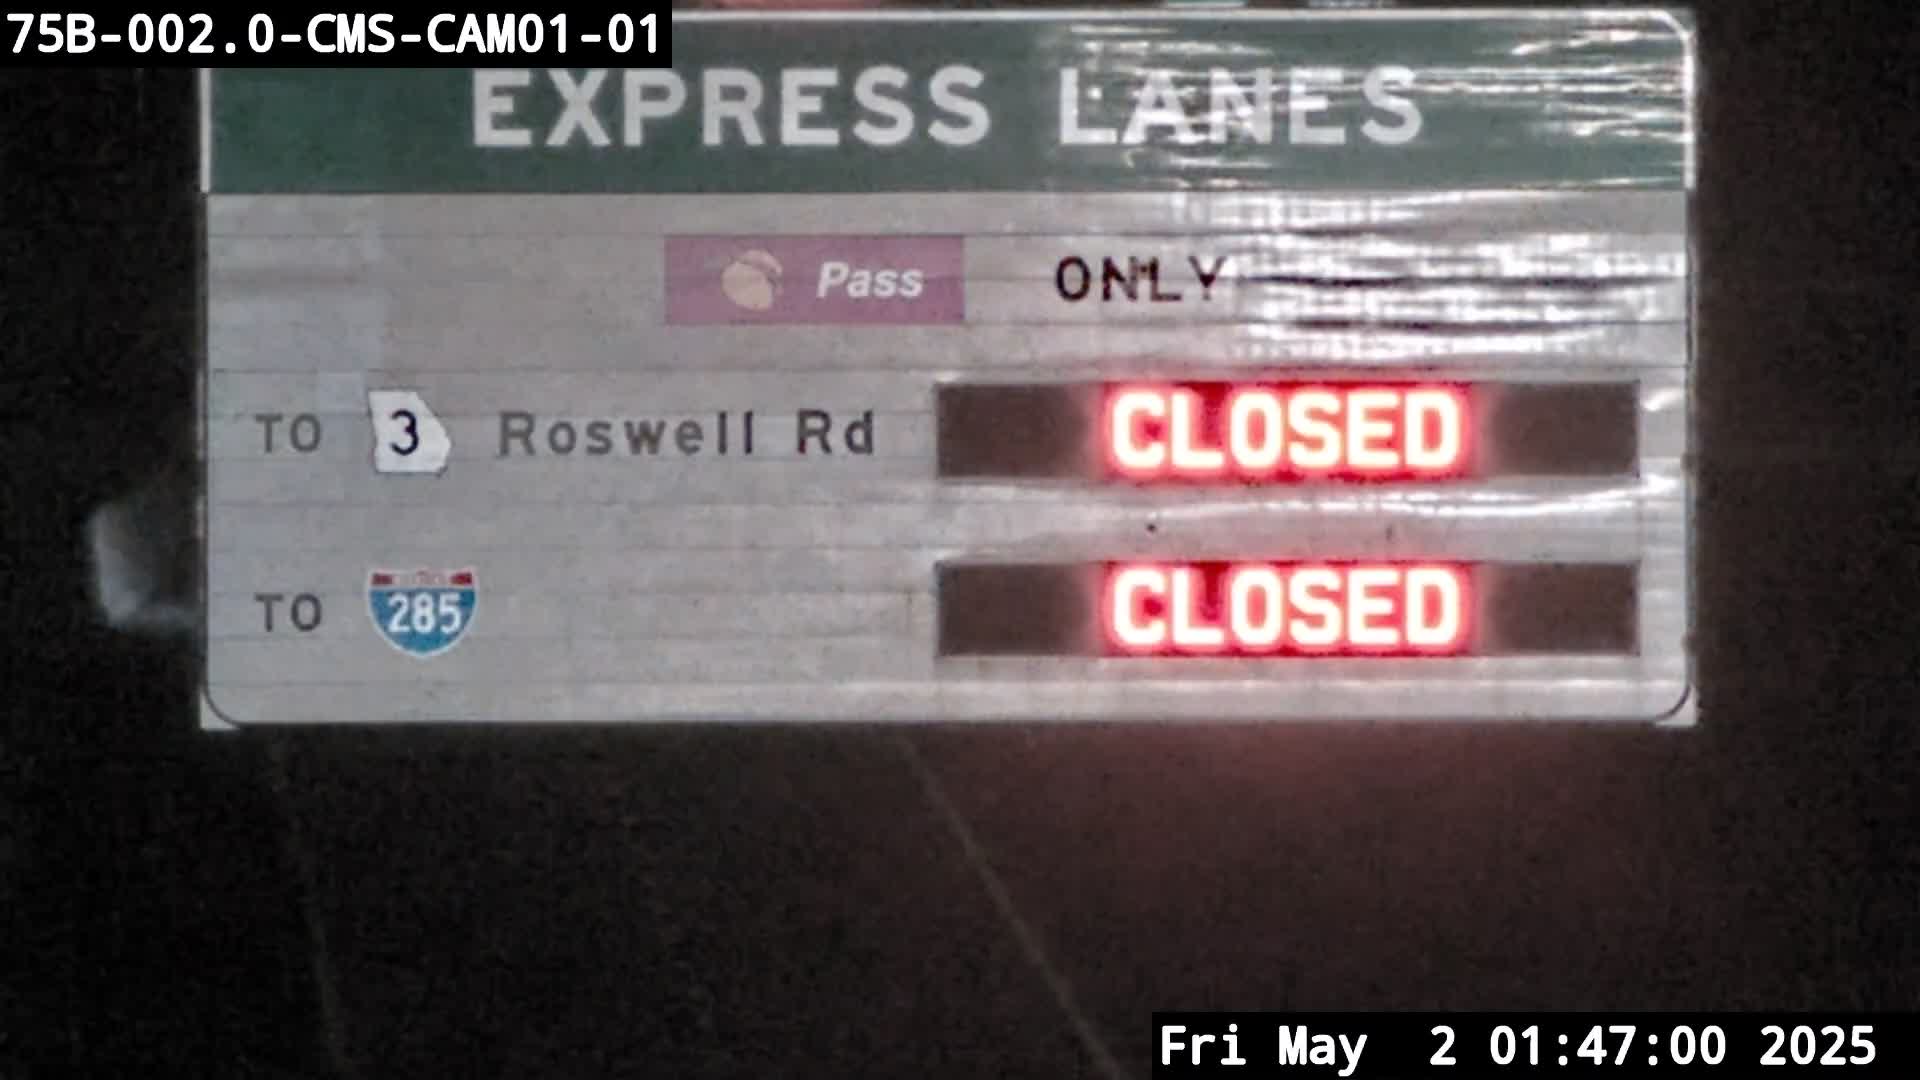 75B-002.0-CMS-CAM01-01
EXPRESS LANES
Pass ONLY
TO 3 Roswell Rd CLOSED
TO 285 CLOSED
Fri May 2 01:47:00 2025